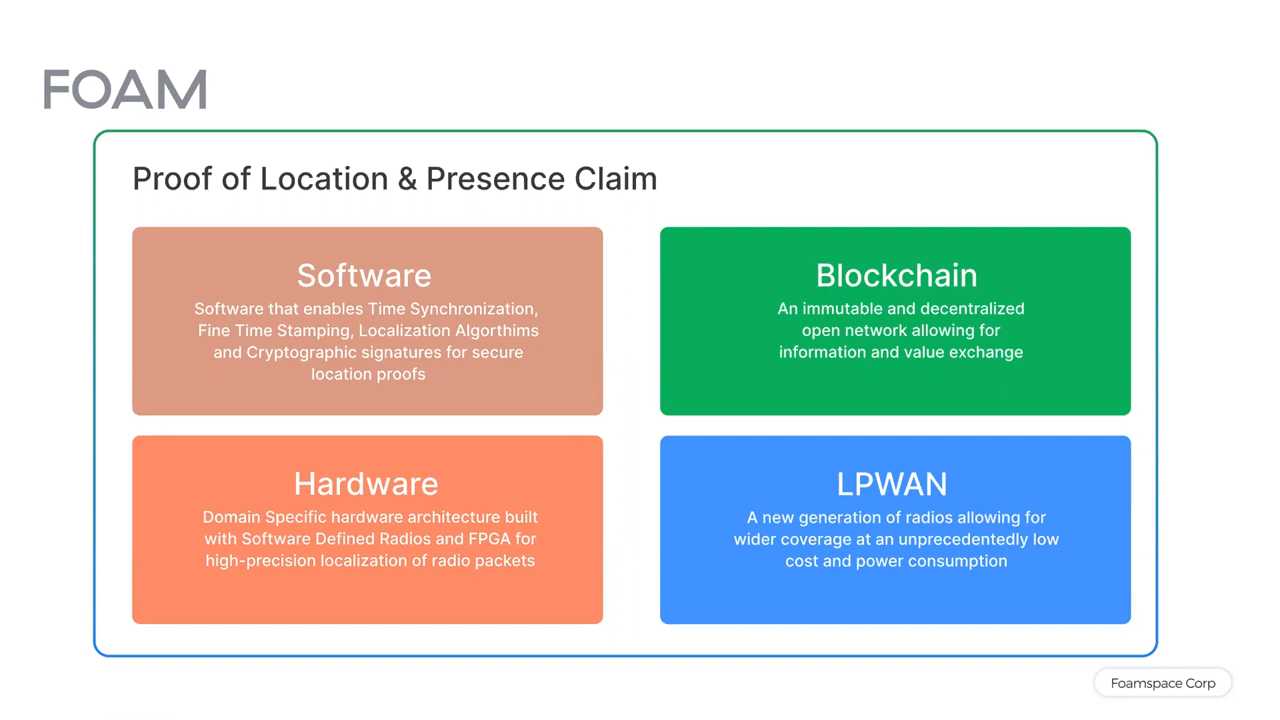 FOAM
Proof of Location & Presence Claim
Software
Software that enables Time Synchronization,
Fine Time Stamping, Localization Algorthims
and Cryptographic signatures for secure
location proofs
Blockchain
An immutable and decentralized
open network allowing for
information and value exchange
Hardware
Domain Specific hardware architecture built
with Software Defined Radios and FPGA for
high-precision localization of radio packets
LPWAN
A new generation of radios allowing for
wider coverage at an unprecedentedly low
cost and power consumption
Foamspace Corp